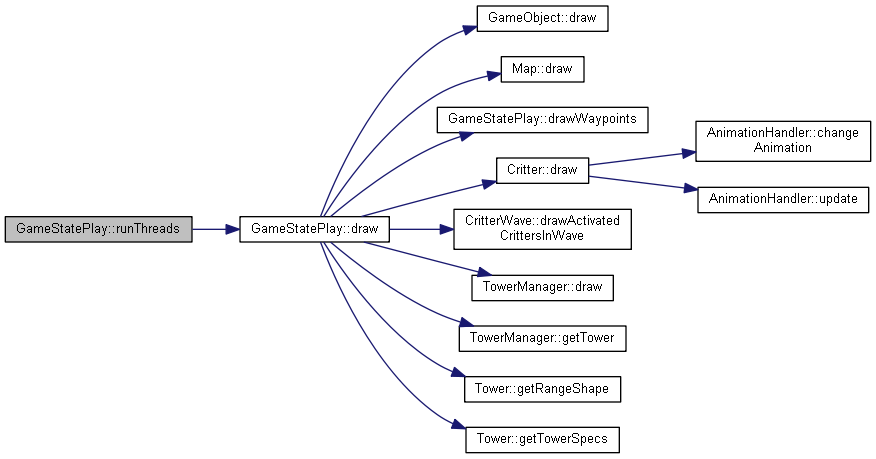 GameObject::draw
Map::draw
GameStatePlay::drawWaypoints
AnimationHandler::change
Animation
Critter::draw
AnimationHandler::update
GameStatePlay::runThreads
GameStatePlay::draw
CritterWave::drawActivated
CrittersInWave
TowerManager::draw
TowerManager::getTower
Tower::getRangeShape
Tower::getTowerSpecs